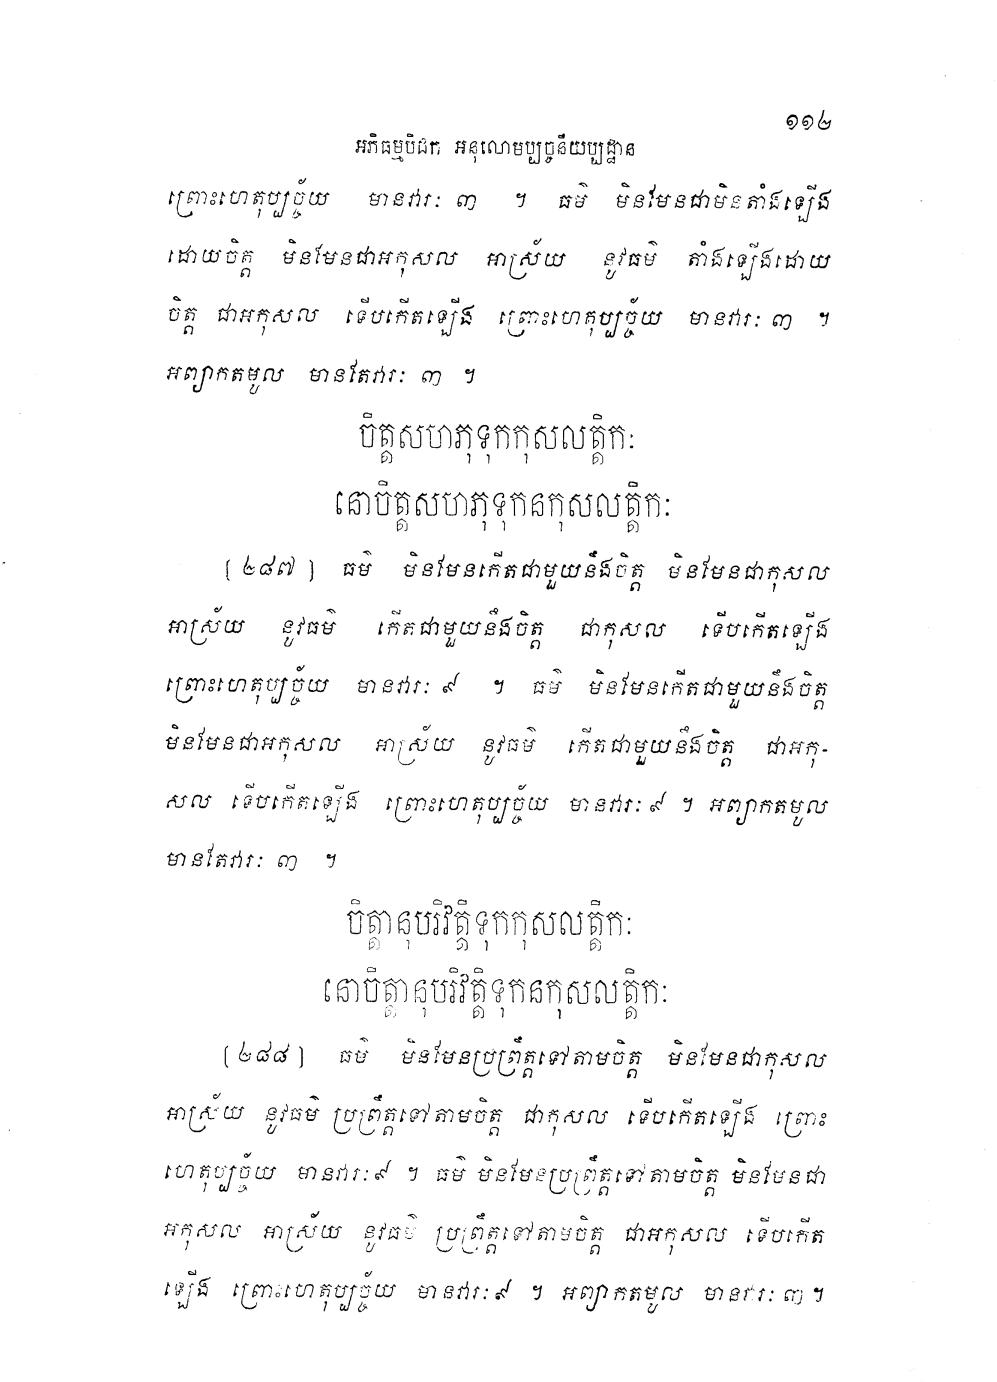 ១១២
អភិធម្មបិដក អនុលោមប្បច្ចនីយប្បដ្ឋាន
ព្រោះហេតុប្បច្ច័យ មានវារៈ ៣ ។ ធម៌ មិនមែនជាមិនតាំងឡើង
ដោយចិត្ត មិនមែនជាអកុសល អាស្រ័យ នូវធម៌ តាំងឡើងដោយ
ចិត្ត ជាអកុសល ទើបកើតឡើង ព្រោះហេតុប្បច្ច័យ មានវារៈ ៣ ។
អព្យាកតមូល មានតែវារៈ ៣ ។
ចិត្តសហភុទុកកុសលត្តិកៈ
នោចិត្តសហភុទុកនកុសលត្តិកៈ
[២៨៧] ធម៌ មិនមែនកើតជាមួយនឹងចិត្ត មិនមែនជាកុសល
អាស្រ័យ នូវធម៌ កើតជាមួយនឹងចិត្ត ជាកុសល ទើបកើតឡើង
ព្រោះហេតុប្បច្ច័យ មានវារៈ ៩ ។ ធម៌ មិនមែនកើតជាមួយនឹងចិត្ត
មិនមែនជាអកុសល អាស្រ័យ នូវធម៌ កើតជាមួយនឹងចិត្ត ជាអកុ-
សល ទើបកើតឡើង ព្រោះហេតុប្បច្ច័យ មានវារៈ ៩ ។ អព្យាកតមូល
មានតែវារៈ ៣ ។
ចិត្តានុបរិវត្តិទុកកុសលត្តិកៈ
នោចិត្តានុបរិវត្តិទុកនកុសលត្តិកៈ
[២៨៨] ធម៌ មិនមែនប្រព្រឹត្តទៅតាមចិត្ត មិនមែនជាកុសល
អាស្រ័យ នូវធម៌ ប្រព្រឹត្តទៅតាមចិត្ត ជាកុសល ទើបកើតឡើង ព្រោះ
ហេតុប្បច្ច័យ មានវារៈ ៩ ។ ធម៌ មិនមែនប្រព្រឹត្តទៅតាមចិត្ត មិនមែនជា
អកុសល អាស្រ័យ នូវធម៌ ប្រព្រឹត្តទៅតាមចិត្ត ជាអកុសល ទើបកើត
ឡើង ព្រោះហេតុប្បច្ច័យ មានវារៈ ៩ ។ អព្យាកតមូល មានវារៈ ៣ ។